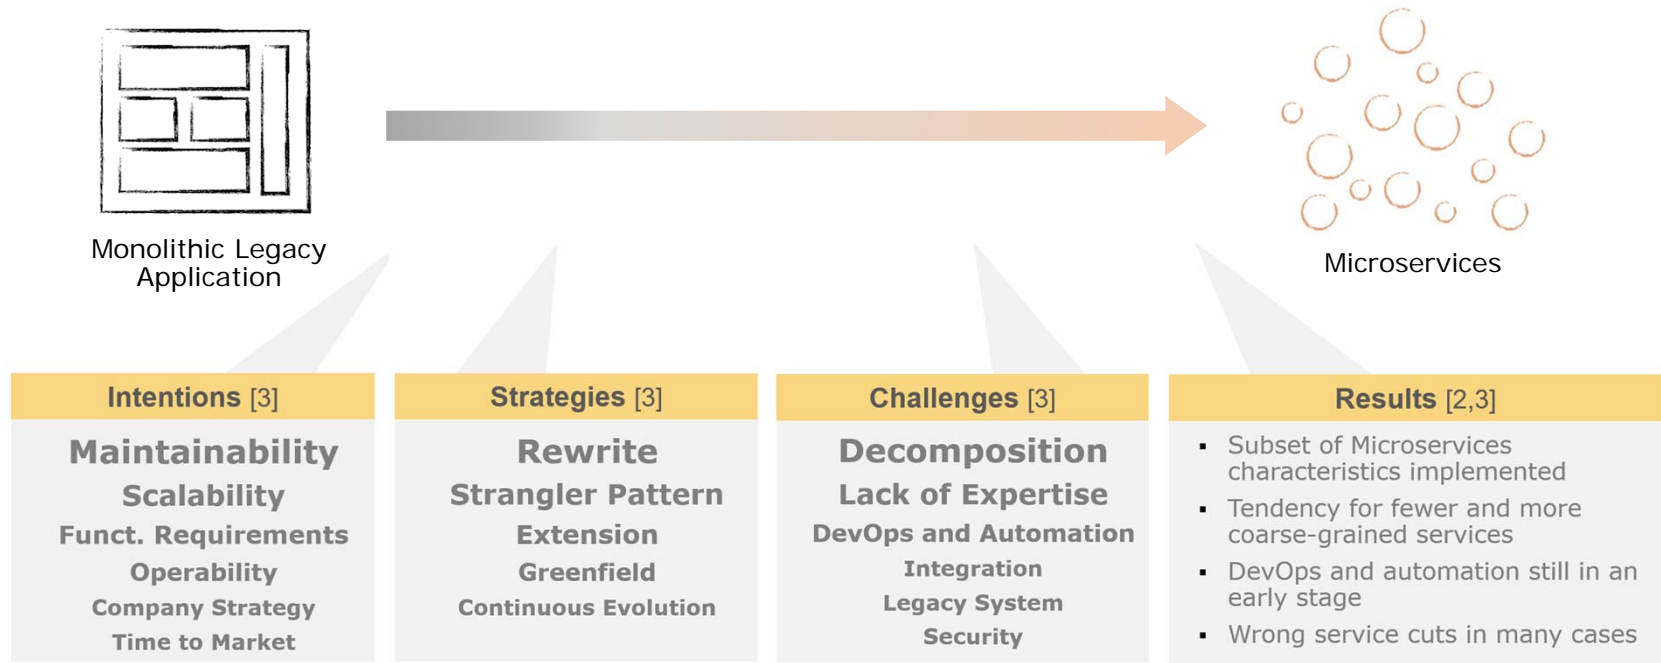 Monolithic Legacy
Application
Microservices
Intentions [3]
Maintainability
Scalability
Funct. Requirements
Operability
Company Strategy
Time to Market
Strategies [3]
Rewrite
Strangler Pattern
Extension
Greenfield
Continuous Evolution
Challenges [3]
Decomposition
Lack of Expertise
DevOps and Automation
Integration
Legacy System
Security
Results [2,3]
▪ Subset of Microservices
characteristics implemented
▪ Tendency for fewer and more
coarse-grained services
▪ DevOps and automation still in an
early stage
▪ Wrong service cuts in many cases